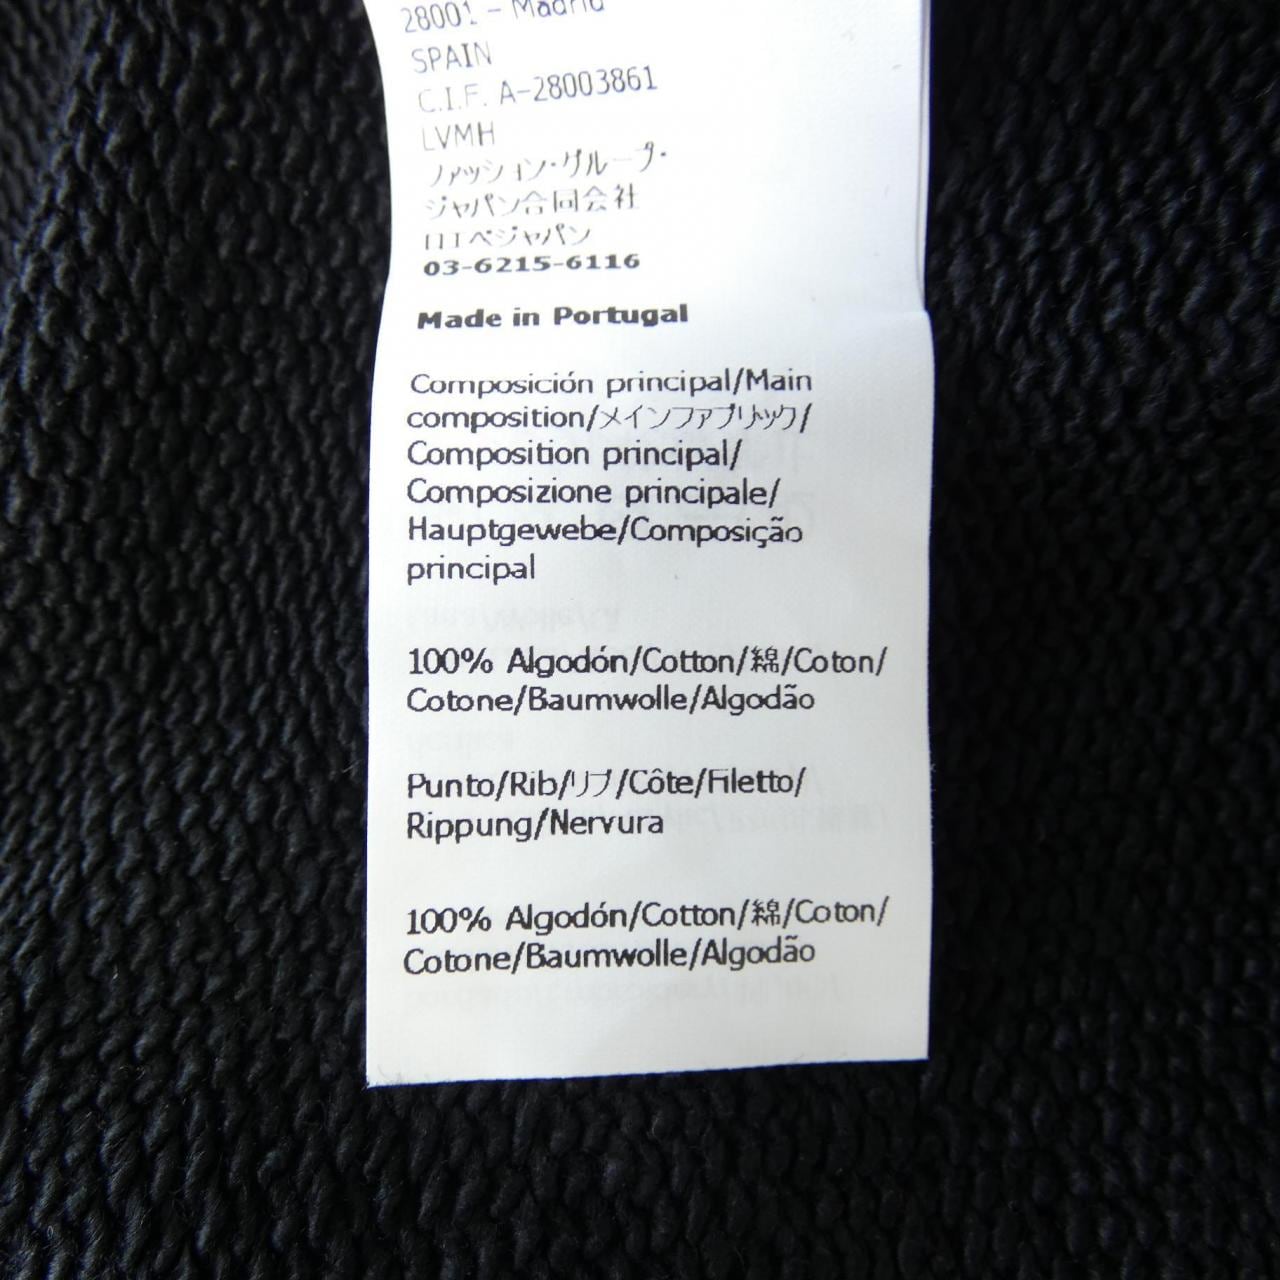 28001 – Madrid
SPAIN
C.I.F. A-28003861
LVMH
ファッション・グループ・
ジャパン合同会社
ロエベジャパン
03-6215-6116
Made in Portugal
Composición principal/Main
composition/メインファブリック/
Composition principal/
Composizione principale/
Hauptgewebe/Composição
principal
100% Algodón/Cotton/綿/Coton/
Cotone/Baumwolle/Algodão
Punto/Rib/リブ/Côte/Filetto/
Rippung/Nervura
100% Algodón/Cotton/綿/Coton/
Cotone/Baumwolle/Algodão